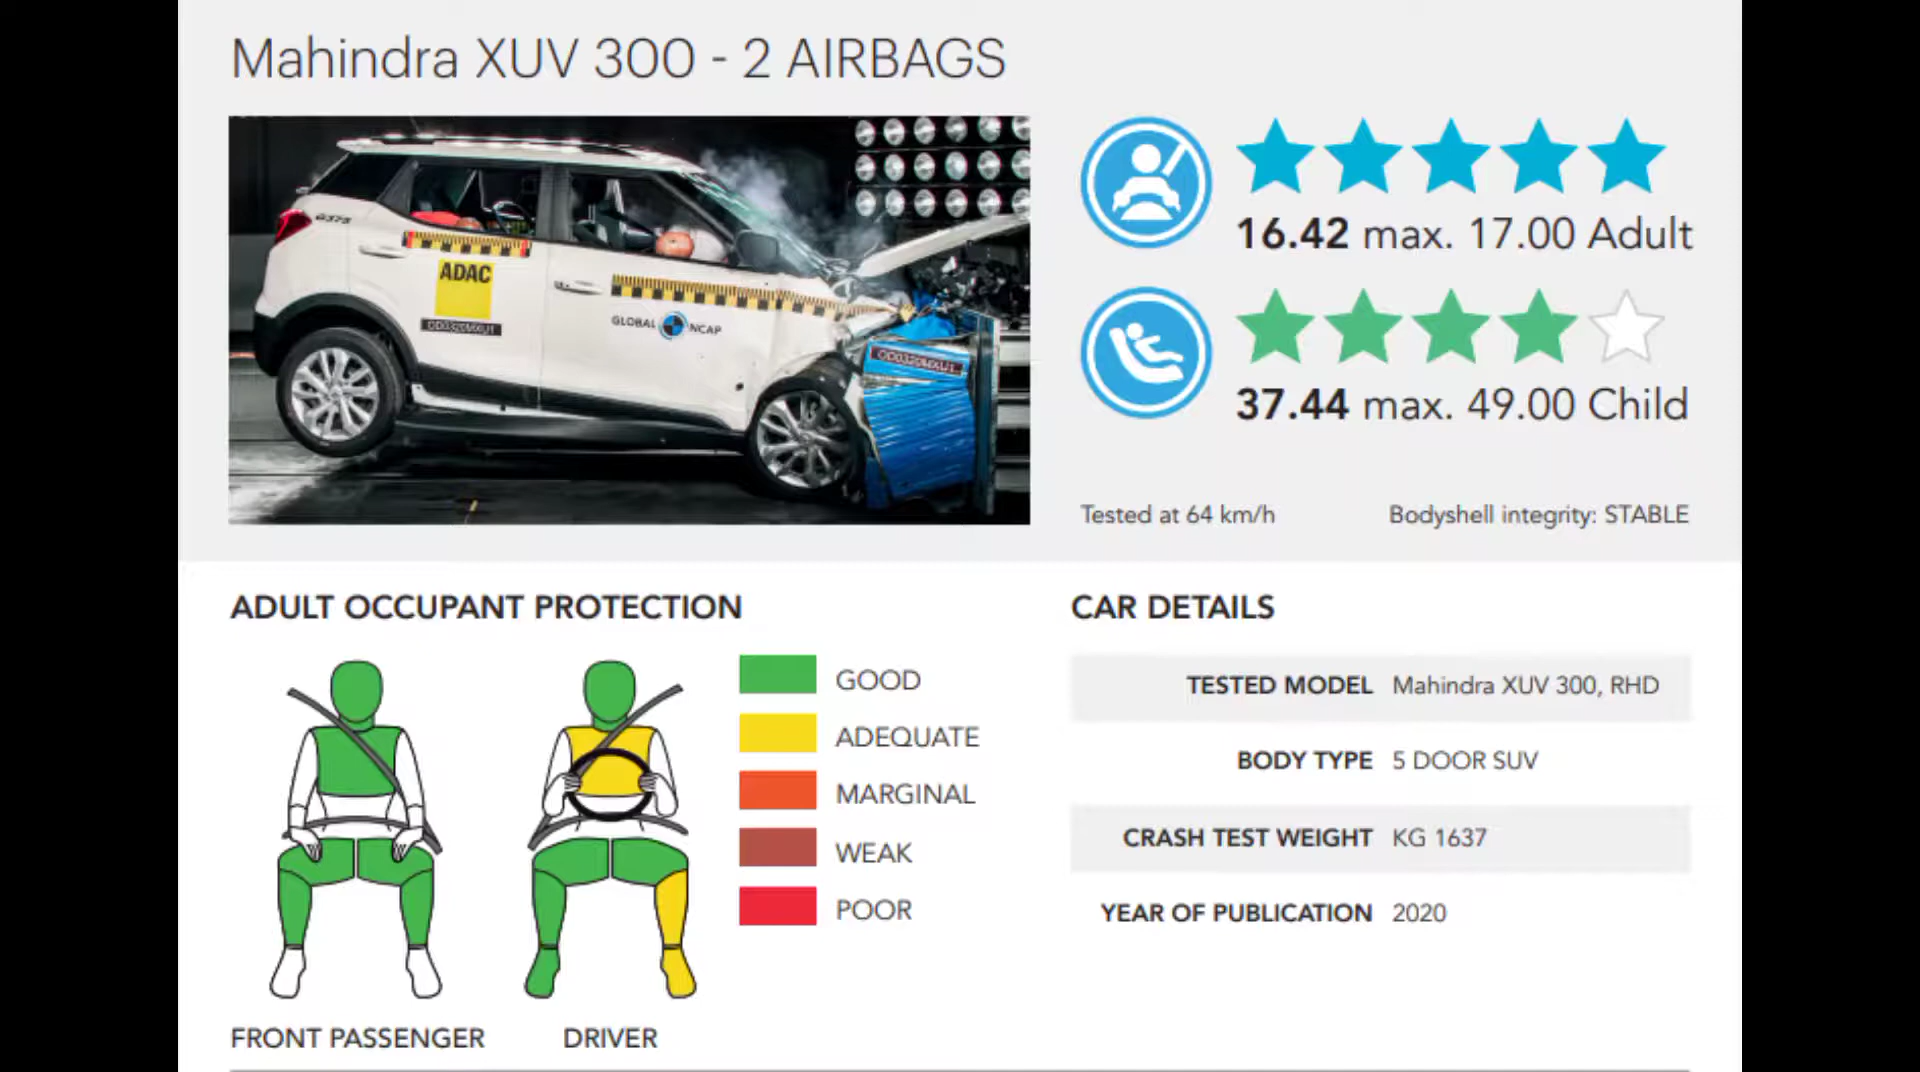 Mahindra XUV 300 - 2 AIRBAGS
G375
ADAC
GLOBAL NCAP
16.42 max. 17.00 Adult
37.44 max. 49.00 Child
Tested at 64 km/h
Bodyshell integrity: STABLE
ADULT OCCUPANT PROTECTION
GOOD
ADEQUATE
MARGINAL
WEAK
POOR
FRONT PASSENGER
DRIVER
CAR DETAILS
TESTED MODEL Mahindra XUV 300, RHD
BODY TYPE 5 DOOR SUV
CRASH TEST WEIGHT KG 1637
YEAR OF PUBLICATION 2020